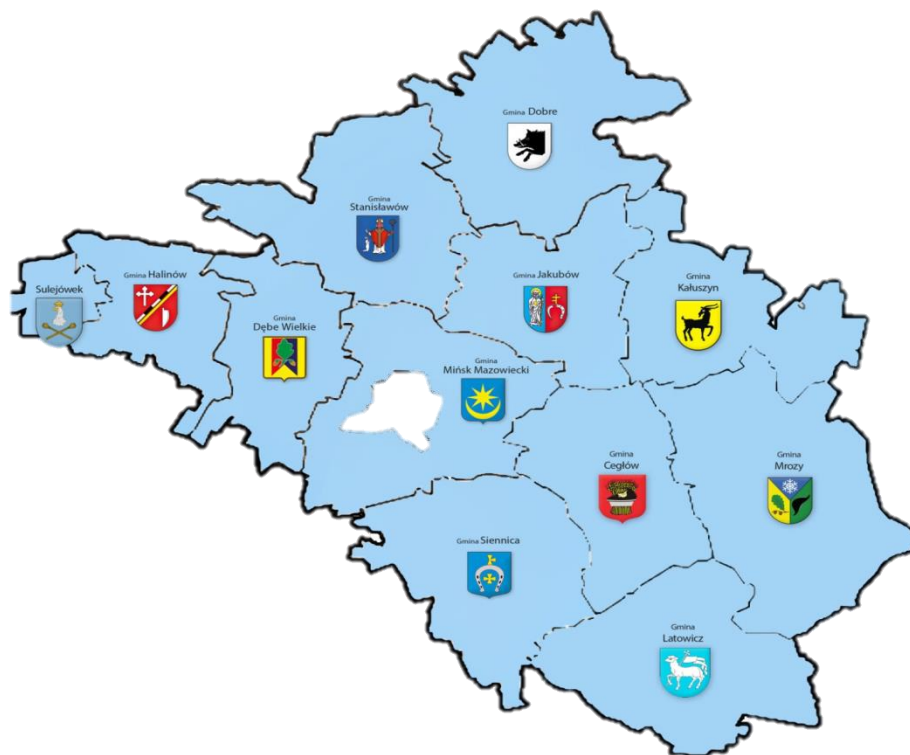 Gmina Dobre
Gmina
Stanisławów
Gmina Halinów
Sulejówek
Gmina Jakubów
Gmina
Kałuszyn
Gmina
Dębe Wielkie
Gmina
Mińsk Mazowiecki
Gmina
Cegłów
Gmina
Mrozy
Gmina Siennica
Gmina
Latowicz